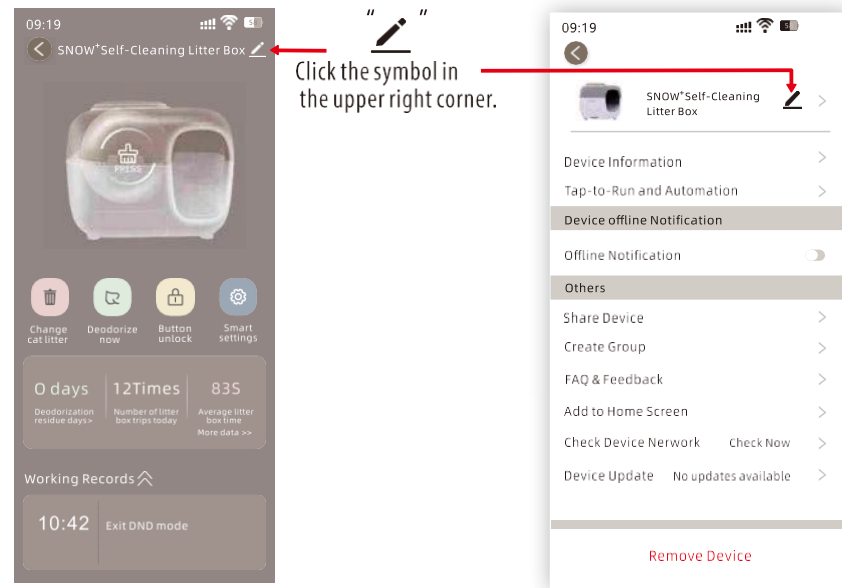 09:19
SNOW⁺Self-Cleaning Litter Box
PRESS
Change
cat litter
Deodorize
now
Button
unlock
Smart
settings
0 days
Deodorization
residue days>
12Times
Number of litter
box trips today
83S
Average litter
box time
More data >>
Working Records
10:42 Exit DND mode
“ ”
Click the symbol in
the upper right corner.
09:19
SNOW⁺Self-Cleaning
Litter Box
Device Information
Tap-to-Run and Automation
Device offline Notification
Offline Notification
Others
Share Device
Create Group
FAQ & Feedback
Add to Home Screen
Check Device Nerwork Check Now
Device Update No updates available
Remove Device